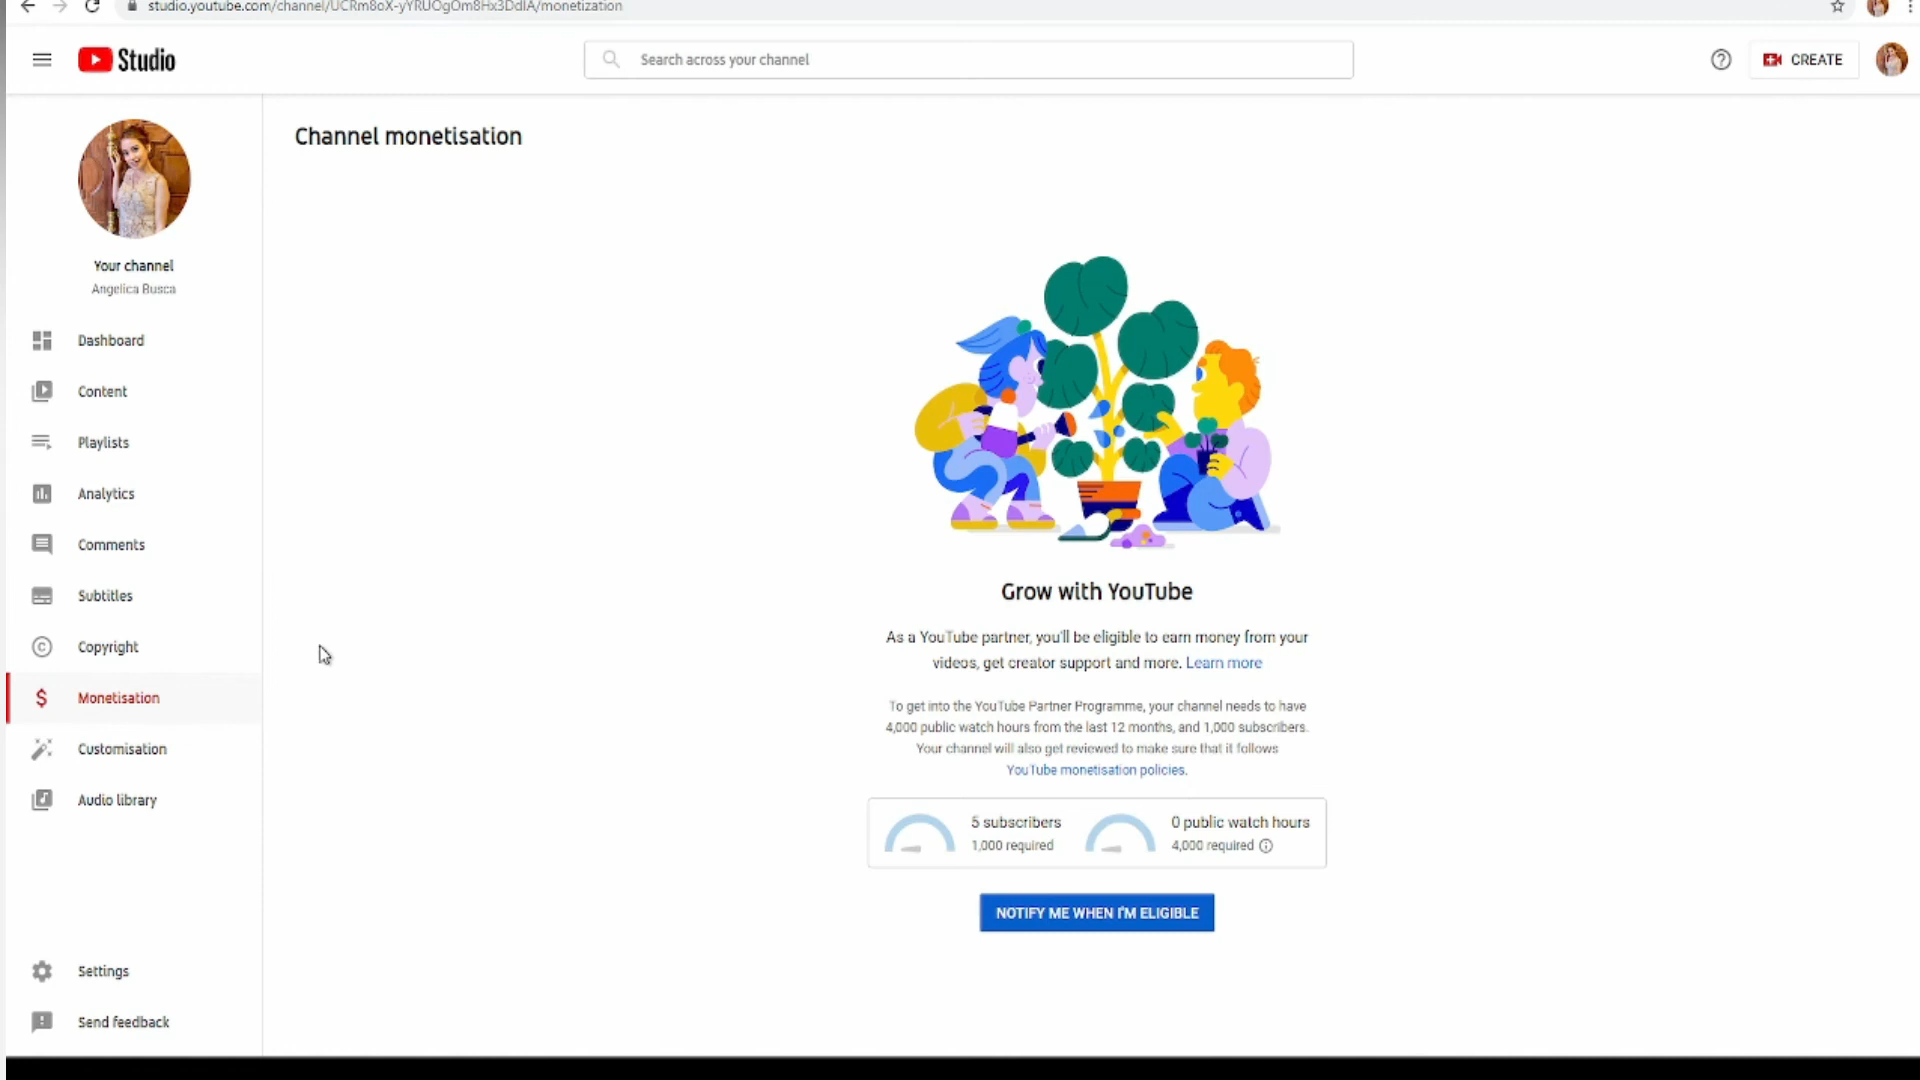 studio.youtube.com/channel/UCRm8oX-yYRUOgOm8Hx3DdIA/monetization
Studio
Search across your channel
CREATE
Channel monetisation
Your channel
Angelica Busca
Dashboard
Content
Playlists
Analytics
Comments
Subtitles
Copyright
Monetisation
Customisation
Audio library
Settings
Send feedback
Grow with YouTube
As a YouTube partner, you'll be eligible to earn money from your
videos, get creator support and more. Learn more
To get into the YouTube Partner Programme, your channel needs to have
4,000 public watch hours from the last 12 months, and 1,000 subscribers.
Your channel will also get reviewed to make sure that it follows
YouTube monetisation policies.
5 subscribers
1,000 required
0 public watch hours
4,000 required
NOTIFY ME WHEN I'M ELIGIBLE